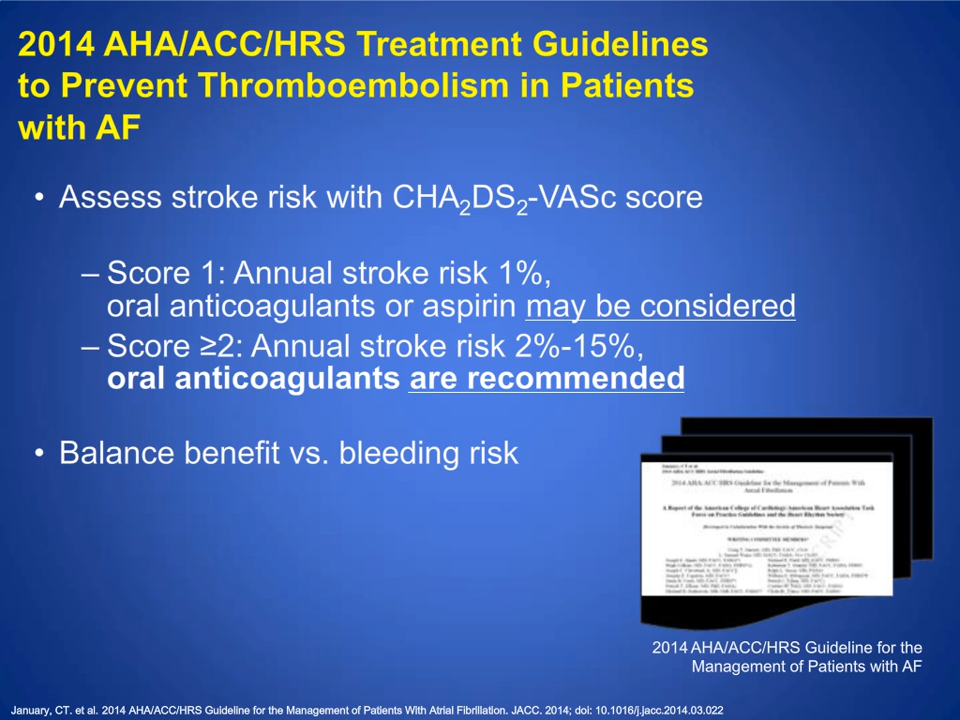 2014 AHA/ACC/HRS Treatment Guidelines
to Prevent Thromboembolism in Patients
with AF
• Assess stroke risk with CHA₂DS₂-VASc score
– Score 1: Annual stroke risk 1%,
oral anticoagulants or aspirin may be considered
– Score ≥2: Annual stroke risk 2%-15%,
oral anticoagulants are recommended
• Balance benefit vs. bleeding risk
2014 AHA/ACC/HRS Guideline for the Management of Patients With
Atrial Fibrillation
A Report of the American College of Cardiology/American Heart Association Task
Force on Practice Guidelines and the Heart Rhythm Society
WRITING COMMITTEE MEMBERS*
2014 AHA/ACC/HRS Guideline for the
Management of Patients with AF
January, CT. et al. 2014 AHA/ACC/HRS Guideline for the Management of Patients With Atrial Fibrillation. JACC. 2014; doi: 10.1016/j.jacc.2014.03.022